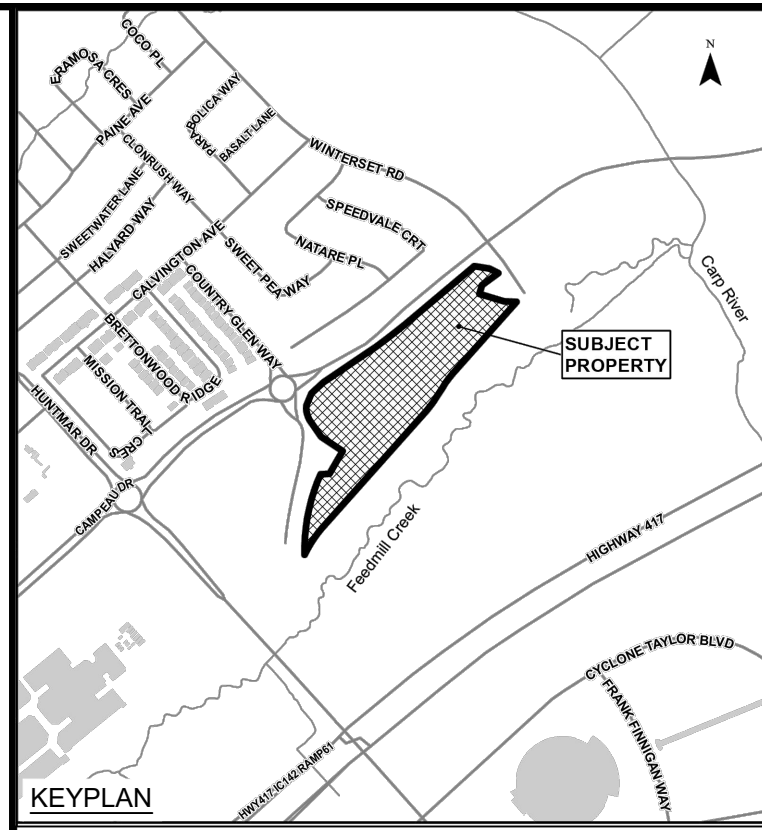 COCO PL
N
ERAMOSA CRES
PAINE AVE
PARA
BOLICA WAY
BASALT LANE
CLONRUSH WAY
WINTERSET RD
SWEETWATER LANE
HALYARD WAY
SPEEDVALE CRT
CALVINGTON AVE
SWEET PEA WAY
NATARE PL
COUNTRY GLEN WAY
Carp River
BRETTONWOOD RIDGE
SUBJECT
PROPERTY
MISSION TRAIL
CRES
HUNTMAR DR
CAMPEAU DR
Feedmill Creek
HIGHWAY 417
CYCLONE TAYLOR BLVD
FRANK FINNIGAN WAY
HWY417 IC142 RAMP61
KEYPLAN